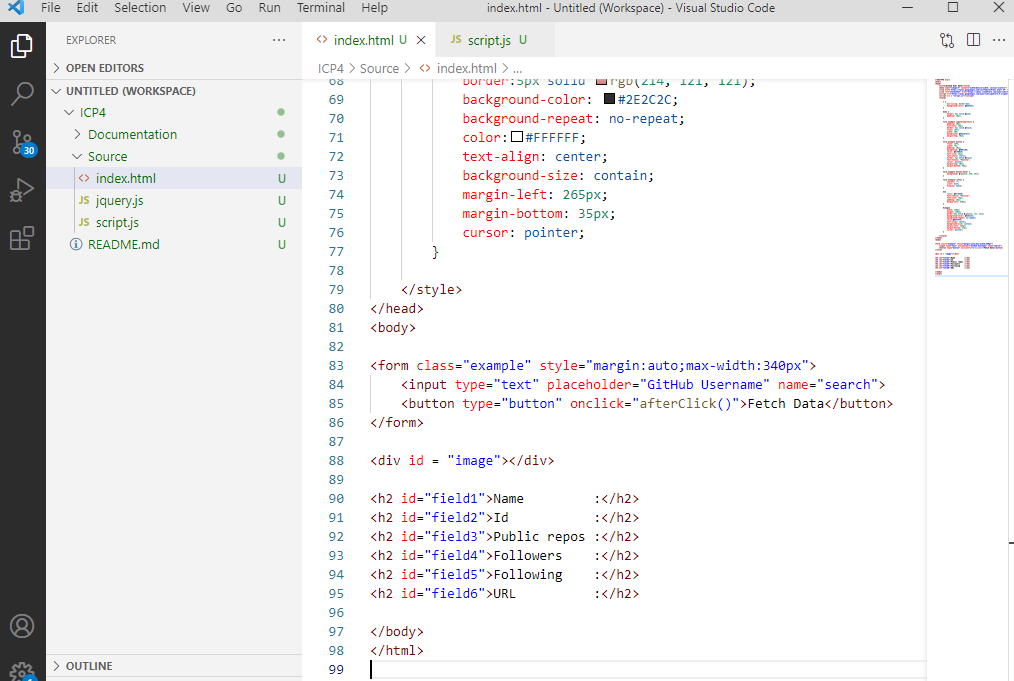 File Edit Selection View Go Run Terminal Help index.html - Untitled (Workspace) - Visual Studio Code
EXPLORER
OPEN EDITORS
UNTITLED (WORKSPACE)
ICP4
Documentation
Source
<> index.html U
JS jquery.js U
JS script.js U
README.md U
30
OUTLINE
<> index.html U JS script.js U
ICP4 > Source > <> index.html > ...
68 border:5px solid rgb(214, 121, 121);
69 background-color: #2E2C2C;
70 background-repeat: no-repeat;
71 color:#FFFFFF;
72 text-align: center;
73 background-size: contain;
74 margin-left: 265px;
75 margin-bottom: 35px;
76 cursor: pointer;
77 }
78
79 </style>
80 </head>
81 <body>
82
83 <form class="example" style="margin:auto;max-width:340px">
84 <input type="text" placeholder="GitHub Username" name="search">
85 <button type="button" onclick="afterClick()">Fetch Data</button>
86 </form>
87
88 <div id = "image"></div>
89
90 <h2 id="field1">Name :</h2>
91 <h2 id="field2">Id :</h2>
92 <h2 id="field3">Public repos :</h2>
93 <h2 id="field4">Followers :</h2>
94 <h2 id="field5">Following :</h2>
95 <h2 id="field6">URL :</h2>
96
97 </body>
98 </html>
99